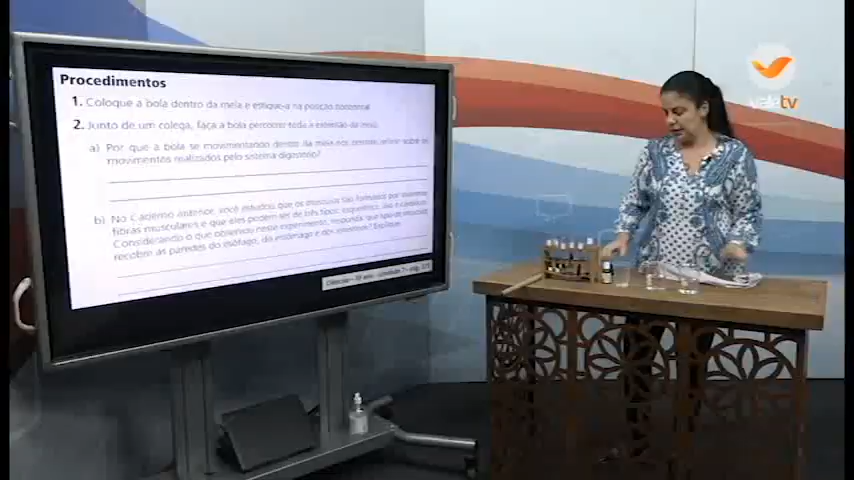 Procedimentos
1. Coloque a bola dentro da meia e estique-a na posição horizontal.
2. Junto de um colega, faça a bola percorrer toda a extensão da meia.
a) Por que a bola se movimentando dentro da meia nos permite refletir sobre os
movimentos realizados pelo sistema digestório?
b) No caderno anterior, você estudou que os músculos são formados por inúmeras
fibras musculares e que eles podem ser de três tipos: esquelético, liso e cardíaco.
Considerando o que observou neste experimento, responda: que tipo de músculo
recobre as paredes do esôfago, do estômago e dos intestinos? Explique.
tv